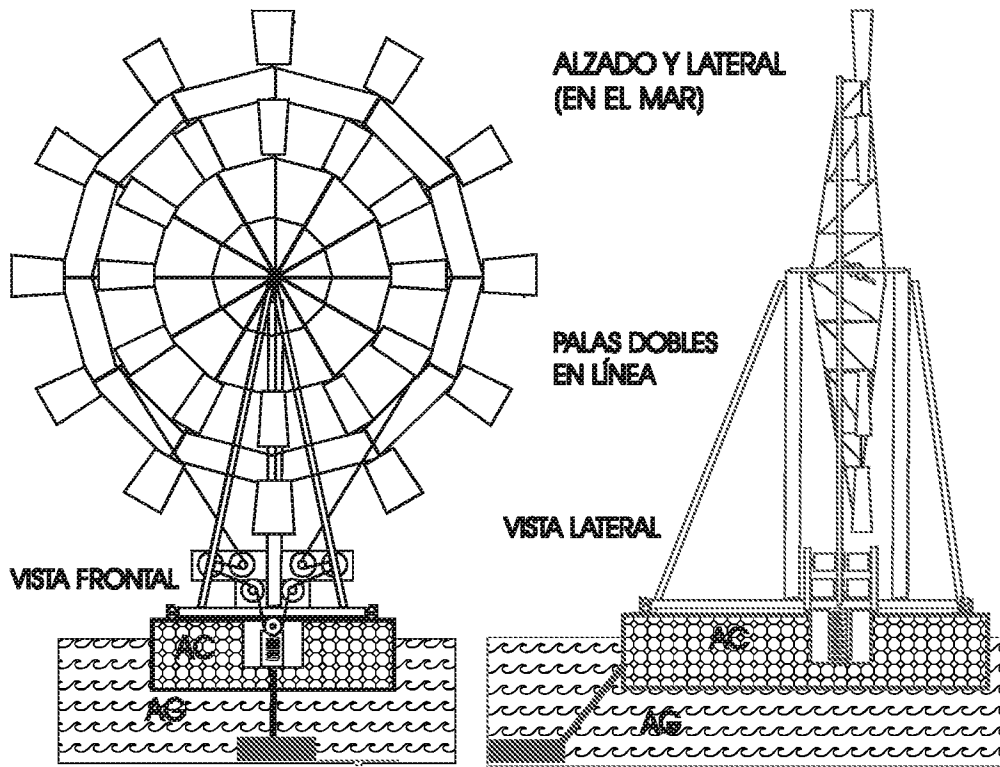 ALZADO Y LATERAL
(EN EL MAR)
PALAS DOBLES
EN LÍNEA
VISTA LATERAL
VISTA FRONTAL
AC
AG
AC
AG